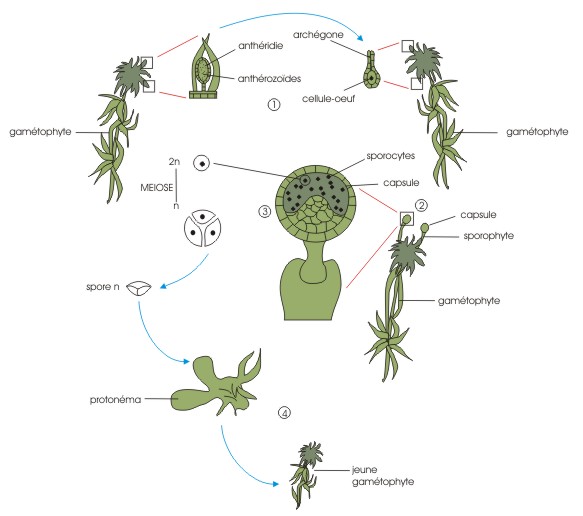 archégone
anthéridie
anthérozoïdes
cellule-oeuf
①
gamétophyte
gamétophyte
sporocytes
2n
capsule
MEIOSE
n
③
②
capsule
sporophyte
spore n
gamétophyte
protonéma
④
jeune
gamétophyte